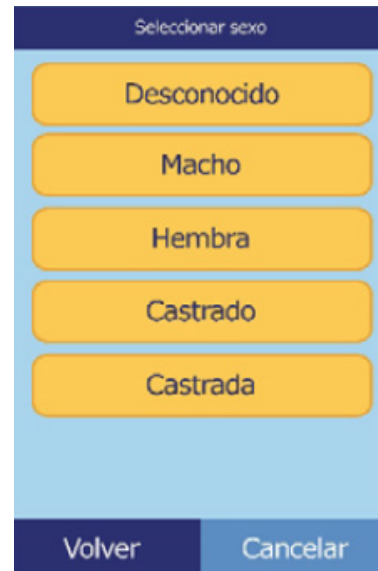 Seleccionar sexo
Desconocido
Macho
Hembra
Castrado
Castrada
Volver Cancelar